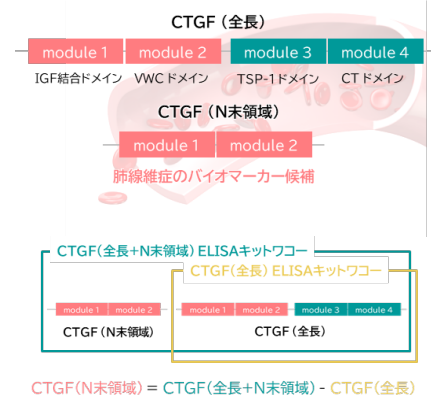 CTGF (全長)
module 1 module 2 module 3 module 4
IGF結合ドメイン VWCドメイン TSP-1ドメイン CTドメイン
CTGF (N末領域)
module 1 module 2
肺線維症のバイオマーカー候補
CTGF(全長+N末領域) ELISAキットワコー
CTGF(全長) ELISAキットワコー
module 1 module 2 module 1 module 2 module 3 module 4
CTGF (N末領域) CTGF (全長)
CTGF(N末領域) = CTGF(全長+N末領域) - CTGF(全長)